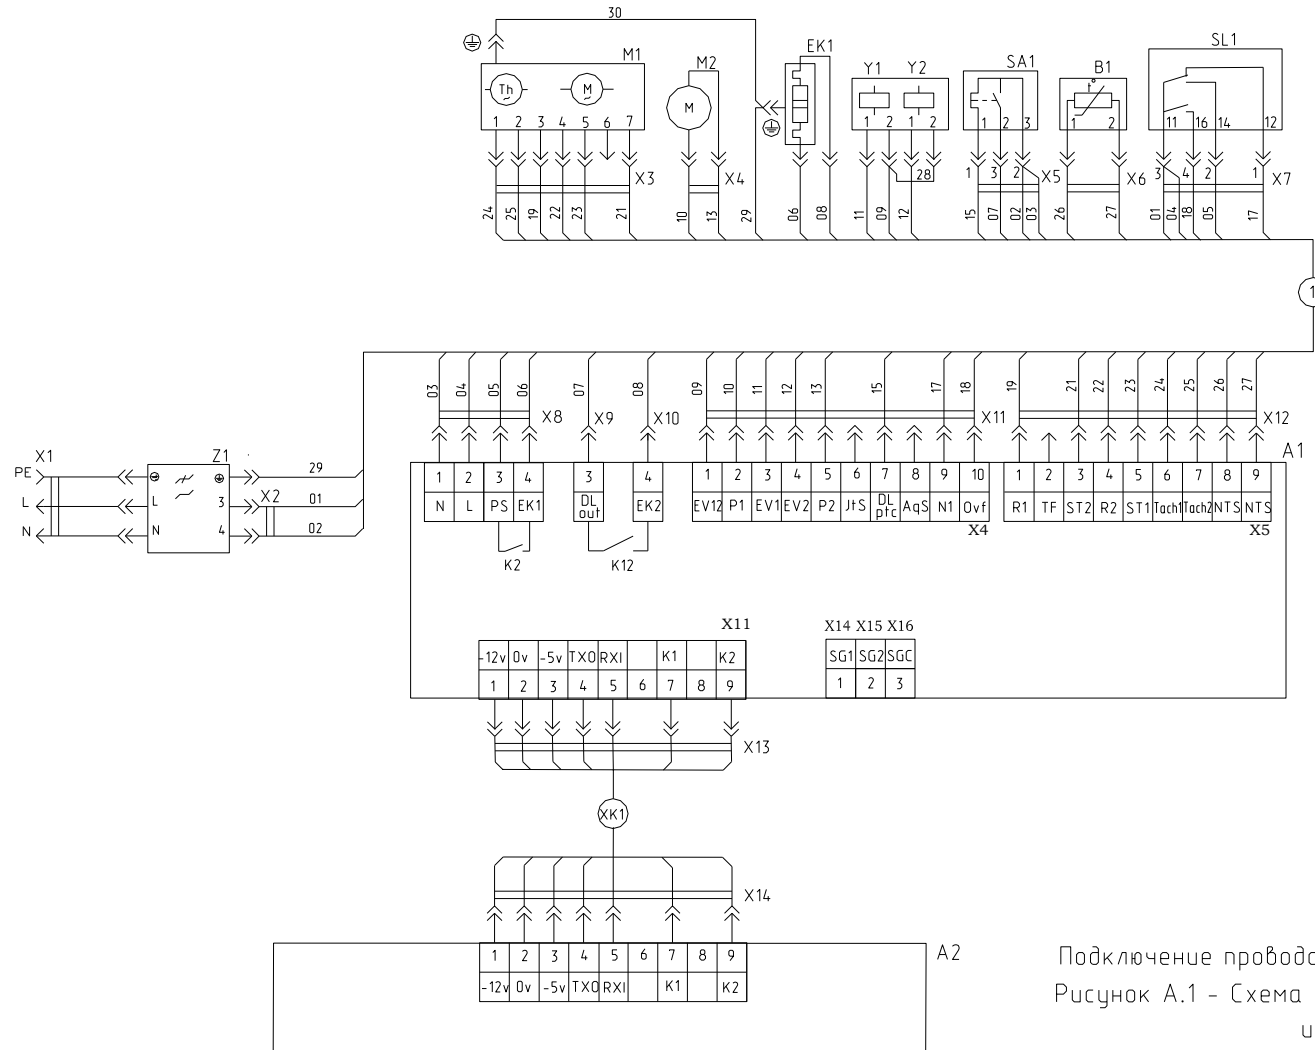 30
M1
M2
EK1
Y1 Y2
SA1
B1
SL1
Th M
M
t°
1 2 3 4 5 6 7
1 2 1 2
1 2 3
1 2
11 16 14 12
28
1 3 2
3 4 2 1
X3
X4
X5
X6
X7
24 25 19 22 23 21
10 13
29
06 08
11 09 12
15 07 02 03
26 27
01 04 18 05 17
1
03 04 05 06
07
08
09 10 11 12 13 15 17 18
19 21 22 23 24 25 26 27
X8
X9
X10
X11
X12
A1
X1
PE
L
N
Z1
L
N
3
4
X2
29
01
02
1 2 3 4
N L PS EK1
3
DL out
4
EK2
1 2 3 4 5 6 7 8 9 10
EV12 P1 EV1 EV2 P2 JtS DL ptc AqS N1 Ovf
X4
1 2 3 4 5 6 7 8 9
R1 TF ST2 R2 ST1 Tach1 Tach2 NTS NTS
X5
K2
K12
X11
-12v 0v -5v TXO RXI K1 K2
1 2 3 4 5 6 7 8 9
X14 X15 X16
SG1 SG2 SGC
1 2 3
X13
XK1
X14
A2
1 2 3 4 5 6 7 8 9
-12v 0v -5v TXO RXI K1 K2
Подключение проводо
Рисунок А.1 - Схема
и